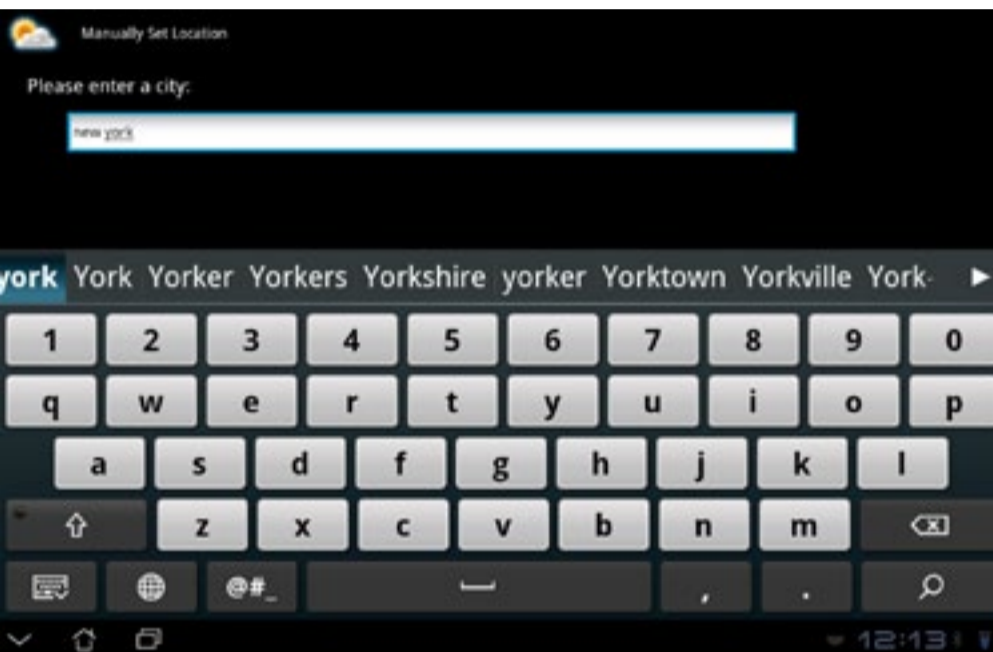 Manually Set Location
Please enter a city:
new york
york York Yorker Yorkers Yorkshire yorker Yorktown Yorkville York-
1 2 3 4 5 6 7 8 9 0
q w e r t y u i o p
a s d f g h j k l
z x c v b n m
@#_ , .
12:13